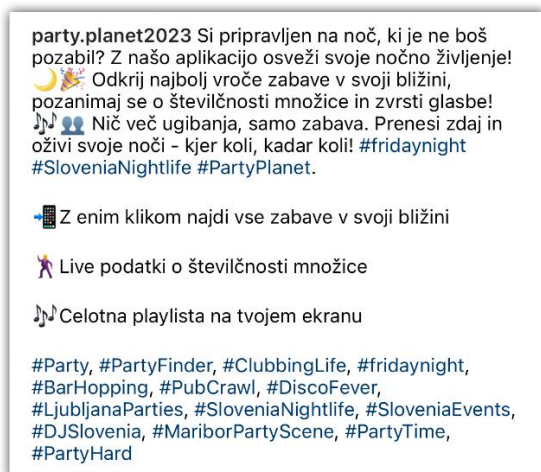 party.planet2023 Si pripravljen na noč, ki je ne boš
pozabil? Z našo aplikacijo osveži svoje nočno življenje!
🌙🎉 Odkrij najbolj vroče zabave v svoji bližini,
pozanimaj se o številčnosti množice in zvrsti glasbe!
🎶👥 Nič več ugibanja, samo zabava. Prenesi zdaj in
oživi svoje noči - kjer koli, kadar koli! #fridaynight
#SloveniaNightlife #PartyPlanet.
📲Z enim klikom najdi vse zabave v svoji bližini
🕺Live podatki o številčnosti množice
🎶Celotna playlista na tvojem ekranu
#Party, #PartyFinder, #ClubbingLife, #fridaynight,
#BarHopping, #PubCrawl, #DiscoFever,
#LjubljanaParties, #SloveniaNightlife, #SloveniaEvents,
#DJSlovenia, #MariborPartyScene, #PartyTime,
#PartyHard